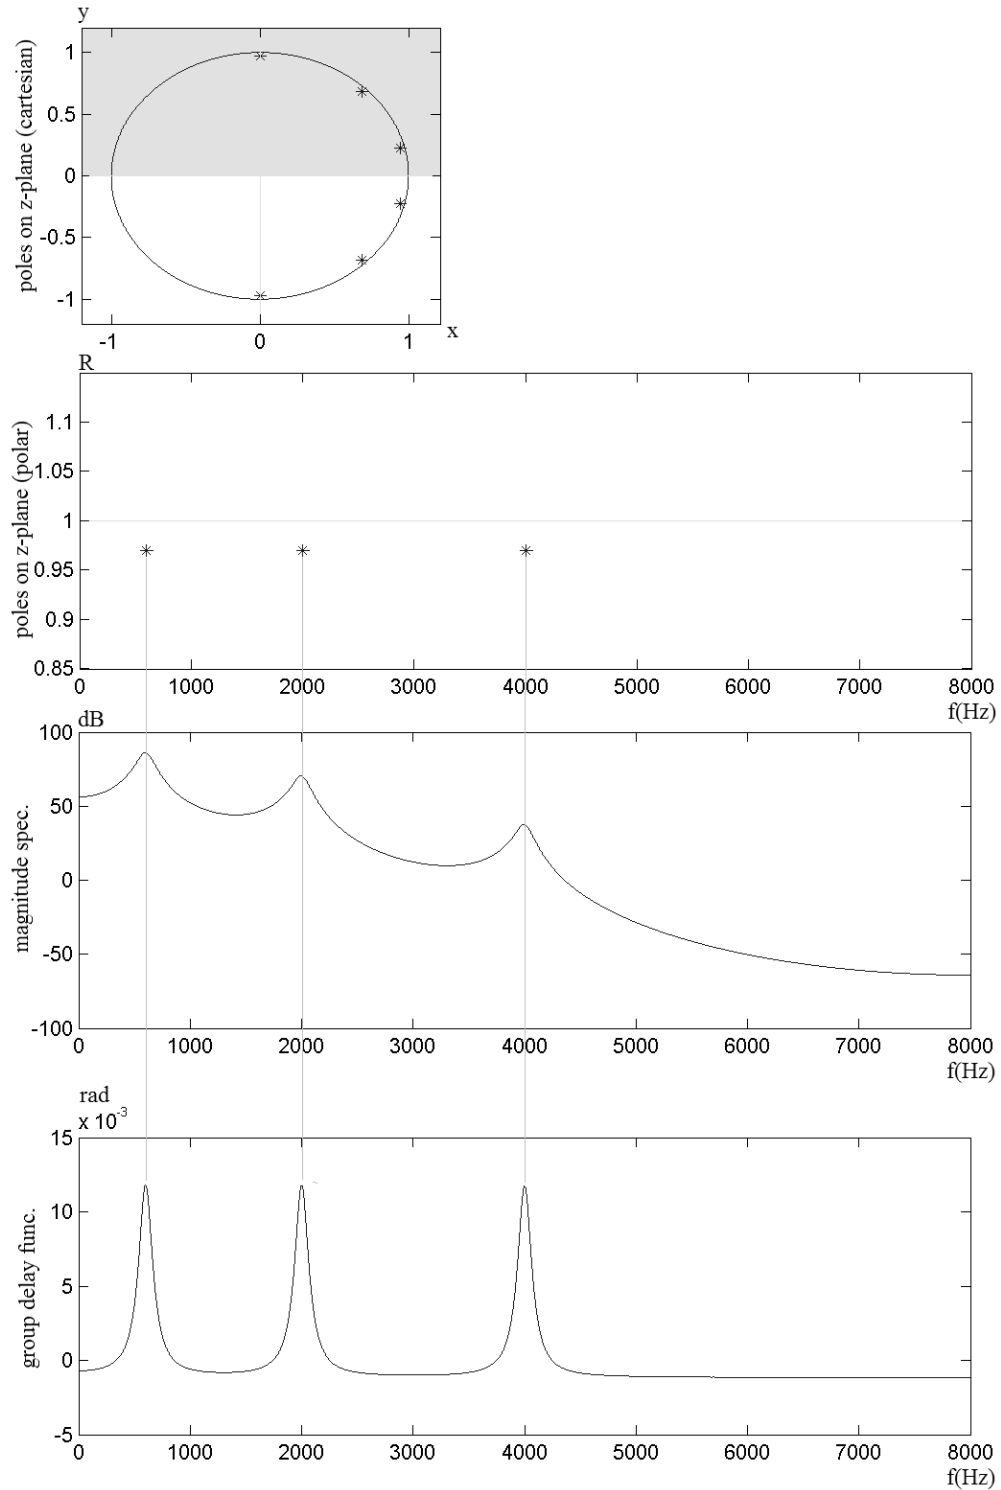 y
poles on z-plane (cartesian)
1
0.5
0
-0.5
-1
-1 0 1
x
R
poles on z-plane (polar)
1.1
1.05
1
0.95
0.9
0.85
0 1000 2000 3000 4000 5000 6000 7000 8000
f(Hz)
dB
magnitude spec.
100
50
0
-50
-100
0 1000 2000 3000 4000 5000 6000 7000 8000
f(Hz)
rad
x 10-3
group delay func.
15
10
5
0
-5
0 1000 2000 3000 4000 5000 6000 7000 8000
f(Hz)